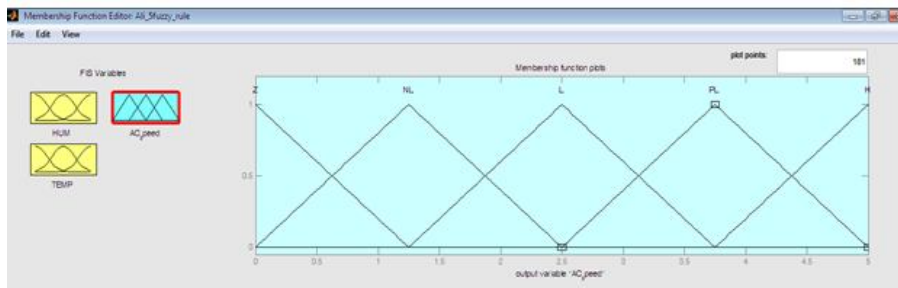 Membership Function Editor: Ali_5fuzzy_rule
File Edit View
FIS Variables
Membership function plots
plot points:
181
HUM
AC_speed
TEMP
Z
NL
L
PL
H
1
0.5
0
0
0.5
1
1.5
2
2.5
3
3.5
4
4.5
5
output variable "AC_speed"